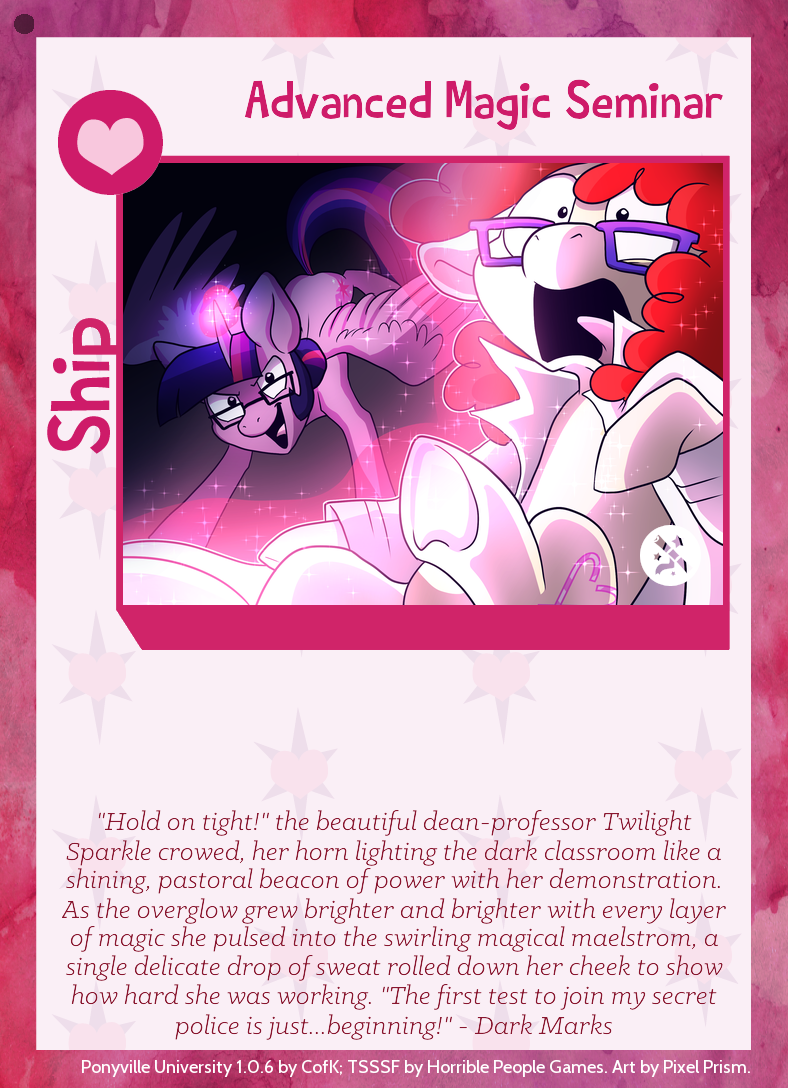 Advanced Magic Seminar
Ship
"Hold on tight!" the beautiful dean-professor Twilight
Sparkle crowed, her horn lighting the dark classroom like a
shining, pastoral beacon of power with her demonstration.
As the overglow grew brighter and brighter with every layer
of magic she pulsed into the swirling magical maelstrom, a
single delicate drop of sweat rolled down her cheek to show
how hard she was working. "The first test to join my secret
police is just...beginning!" - Dark Marks
Ponyville University 1.0.6 by CofK; TSSSF by Horrible People Games. Art by Pixel Prism.